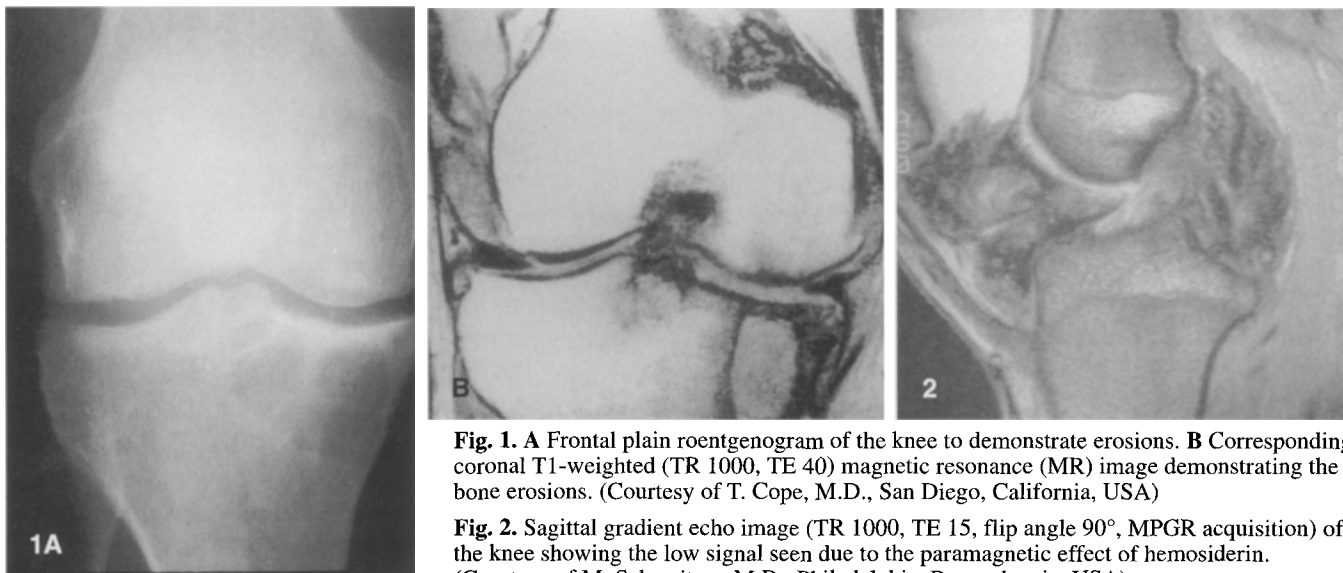 1A
B
2
Fig. 1. A Frontal plain roentgenogram of the knee to demonstrate erosions. B Corresponding
coronal T1-weighted (TR 1000, TE 40) magnetic resonance (MR) image demonstrating the
bone erosions. (Courtesy of T. Cope, M.D., San Diego, California, USA)
Fig. 2. Sagittal gradient echo image (TR 1000, TE 15, flip angle 90°, MPGR acquisition) of
the knee showing the low signal seen due to the paramagnetic effect of hemosiderin.